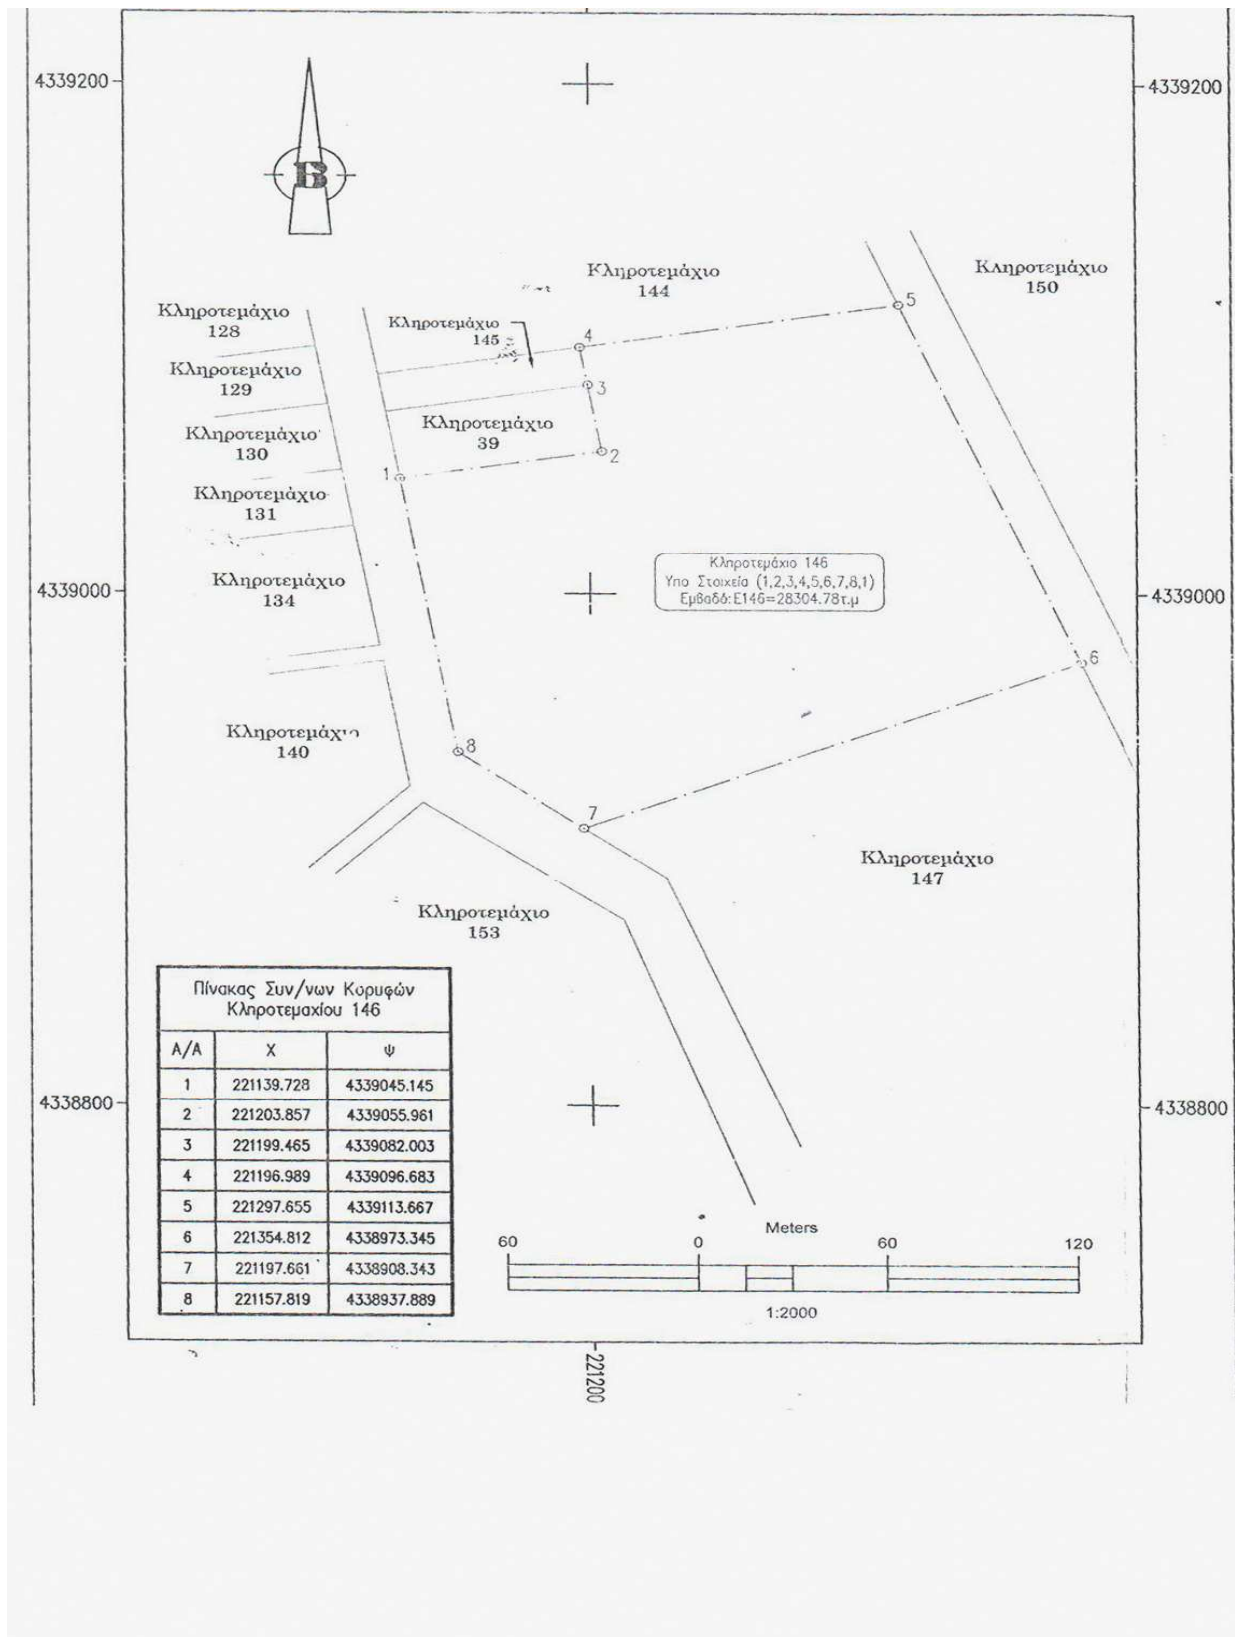 4339200
4339200
B
Κληροτεμάχιο
144
Κληροτεμάχιο
150
5
Κληροτεμάχιο
128
Κληροτεμάχιο
145
4
Κληροτεμάχιο
129
3
Κληροτεμάχιο
39
Κληροτεμάχιο
130
2
1
Κληροτεμάχιο
131
Κληροτεμάχιο
134
4339000
4339000
Κληροτεμάχιο 146
Υπο Στοιχεία (1,2,3,4,5,6,7,8,1)
Εμβαδό: Ε146=28304.78τ.μ
6
Κληροτεμάχιο
140
8
7
Κληροτεμάχιο
147
Κληροτεμάχιο
153
Πίνακας Συν/νων Κορυφών
Κληροτεμαχίου 146
Α/Α Χ Ψ
1 221139.728 4339045.145
2 221203.857 4339055.961
3 221199.465 4339082.003
4 221196.989 4339096.683
5 221297.655 4339113.667
6 221354.812 4338973.345
7 221197.661 4338908.343
8 221157.819 4338937.889
4338800
4338800
Meters
60 0 60 120
1:2000
221200